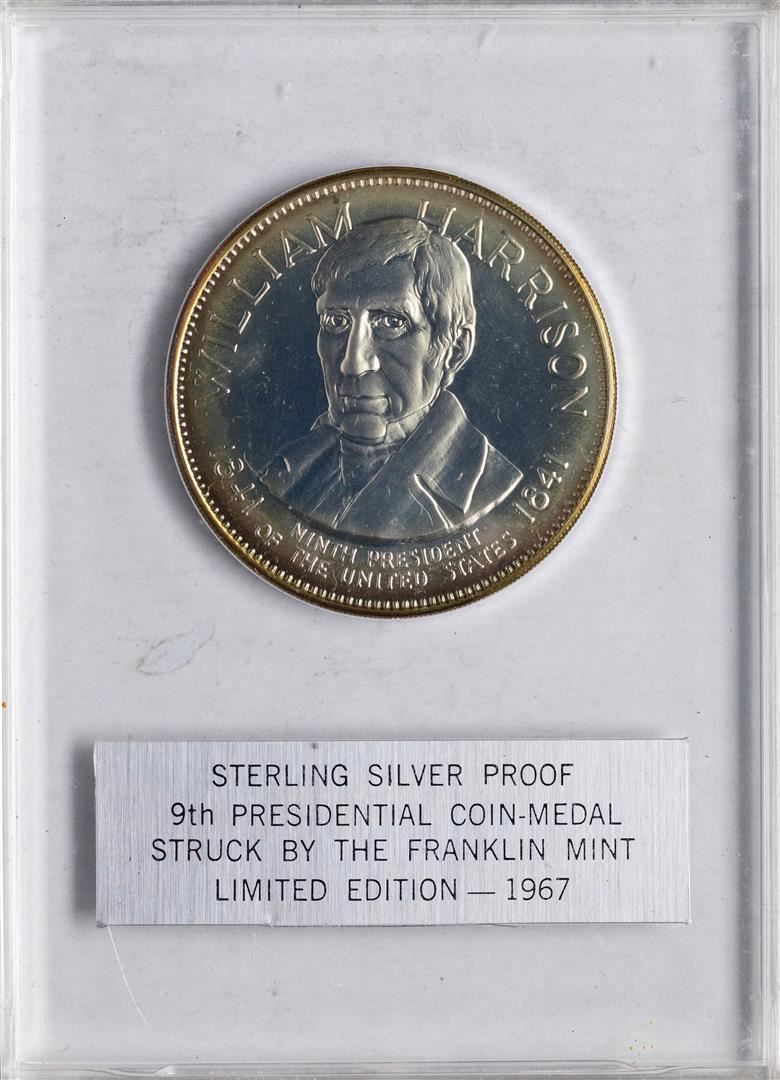 WILLIAM HARRISON
1841 1841
NINTH PRESIDENT
OF THE UNITED STATES
STERLING SILVER PROOF
9th PRESIDENTIAL COIN-MEDAL
STRUCK BY THE FRANKLIN MINT
LIMITED EDITION — 1967